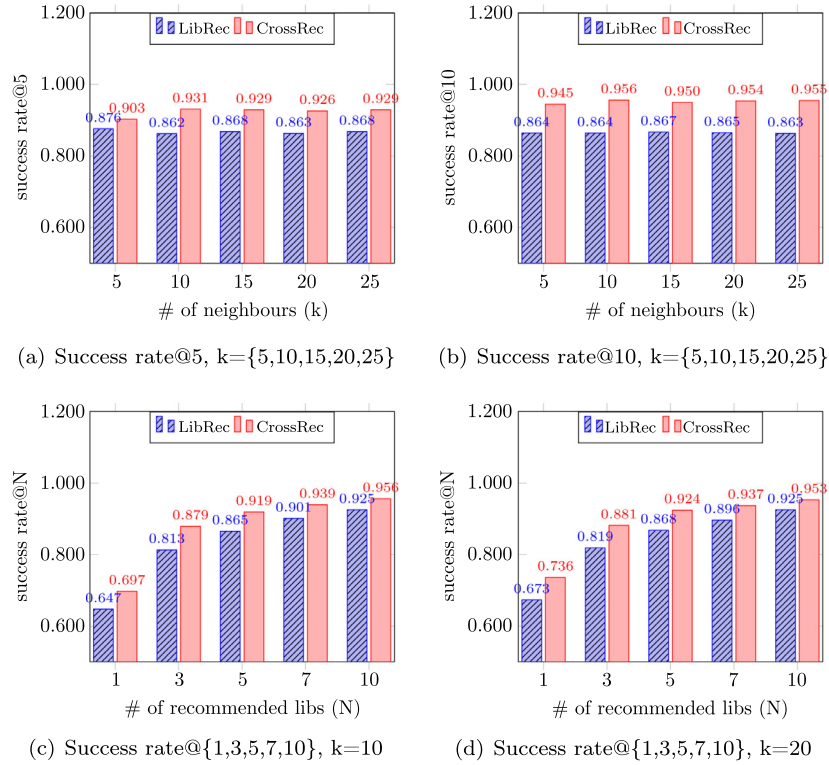 LibRec CrossRec
1.200
1.000
0.800
0.600
success rate@5
0.876 0.903 0.862 0.931 0.868 0.929 0.863 0.926 0.868 0.929
5 10 15 20 25
# of neighbours (k)
(a) Success rate@5, k={5,10,15,20,25}
LibRec CrossRec
1.200
1.000
0.800
0.600
success rate@10
0.864 0.945 0.864 0.956 0.867 0.950 0.865 0.954 0.863 0.955
5 10 15 20 25
# of neighbours (k)
(b) Success rate@10, k={5,10,15,20,25}
LibRec CrossRec
1.200
1.000
0.800
0.600
success rate@N
0.647 0.697 0.813 0.879 0.865 0.919 0.901 0.939 0.925 0.956
1 3 5 7 10
# of recommended libs (N)
(c) Success rate@{1,3,5,7,10}, k=10
LibRec CrossRec
1.200
1.000
0.800
0.600
success rate@N
0.673 0.736 0.819 0.881 0.868 0.924 0.896 0.937 0.925 0.953
1 3 5 7 10
# of recommended libs (N)
(d) Success rate@{1,3,5,7,10}, k=20